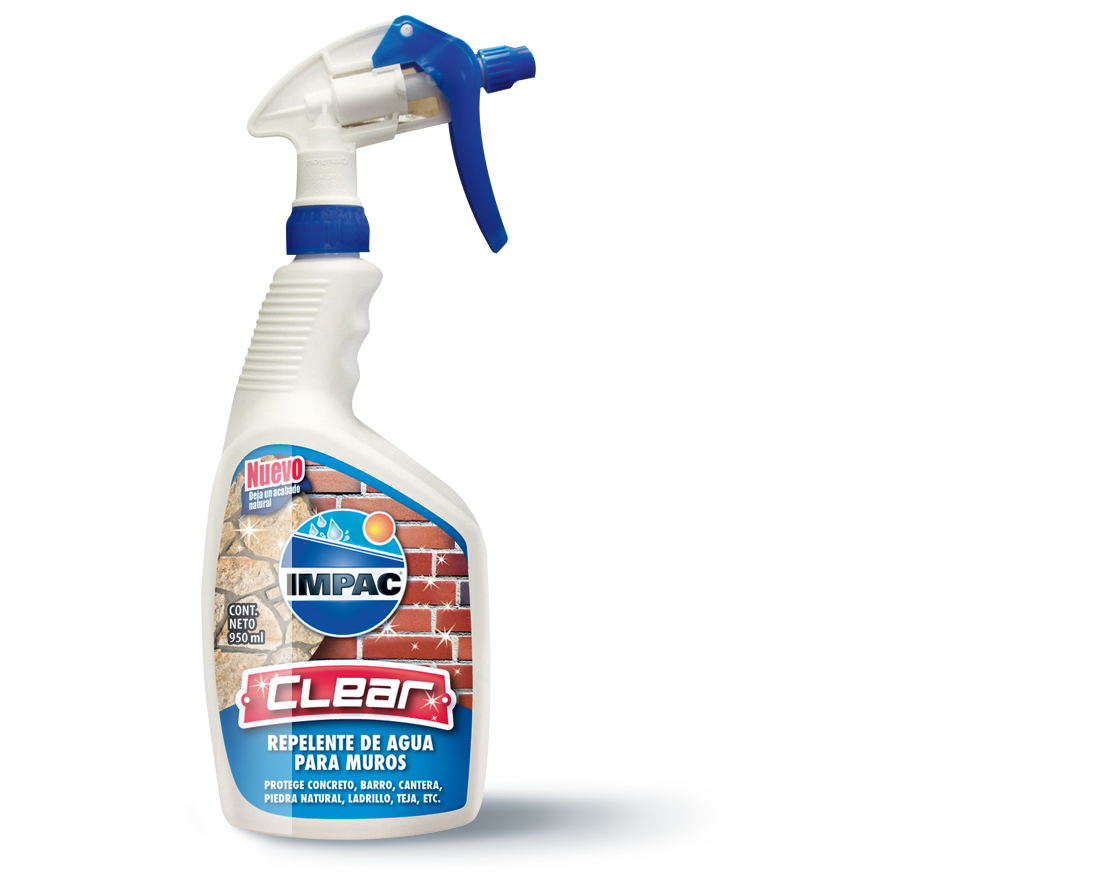 Nuevo
Deja un acabado
natural
IMPAC®
CONT.
NETO
950 ml
CLEAR
REPELENTE DE AGUA
PARA MUROS
PROTEGE CONCRETO, BARRO, CANTERA,
PIEDRA NATURAL, LADRILLO, TEJA, ETC.